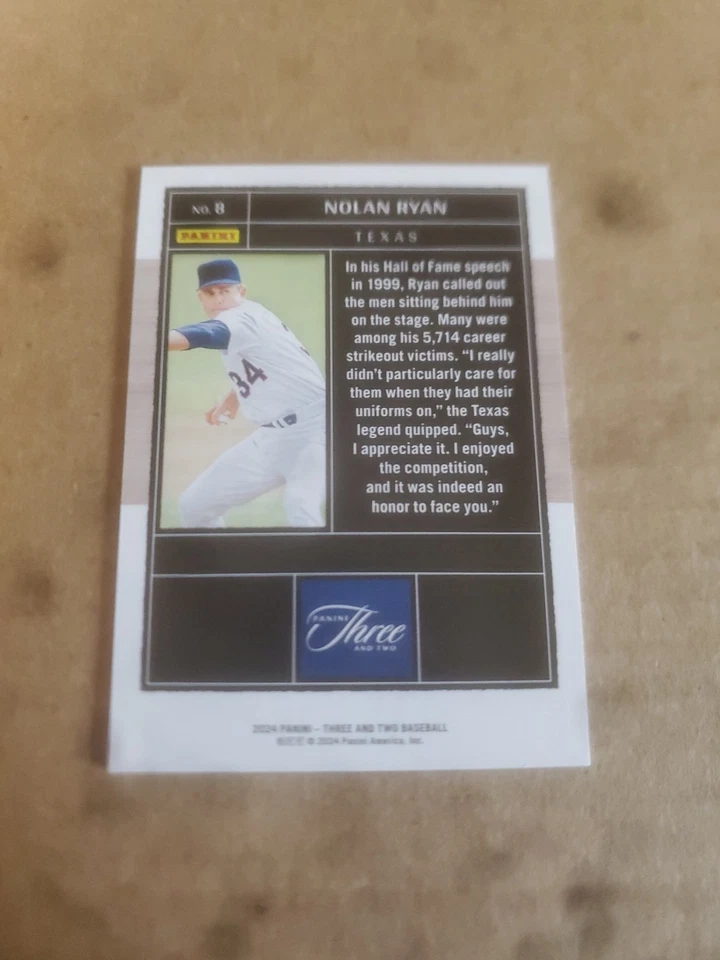 No. 8
NOLAN RYAN
PANINI
TEXAS
34
In his Hall of Fame speech
in 1999, Ryan called out
the men sitting behind him
on the stage. Many were
among his 5,714 career
strikeout victims. “I really
didn’t particularly care for
them when they had their
uniforms on,” the Texas
legend quipped. “Guys,
I appreciate it. I enjoyed
the competition,
and it was indeed an
honor to face you.”
PANINI
Three
AND TWO
2024 PANINI – THREE AND TWO BASEBALL
© 2024 Panini America, Inc.